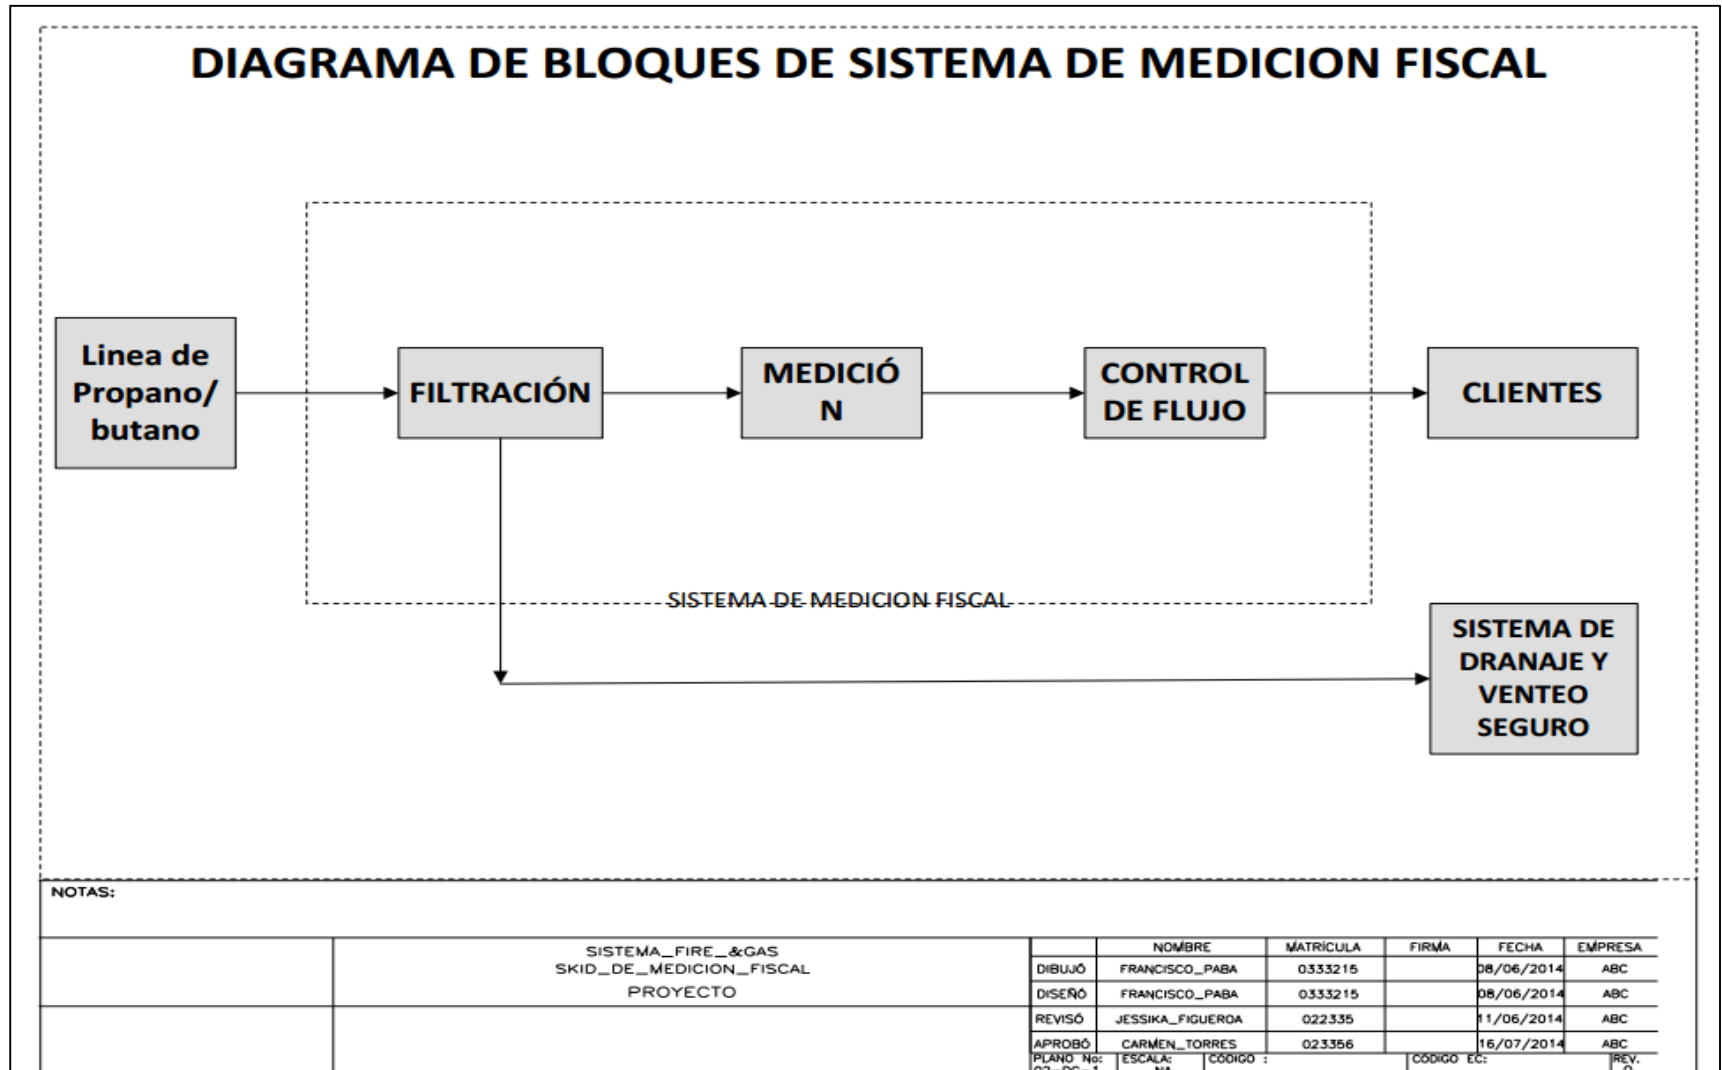 DIAGRAMA DE BLOQUES DE SISTEMA DE MEDICION FISCAL
Linea de
Propano/
butano
FILTRACIÓN
MEDICIÓ
N
CONTROL
DE FLUJO
CLIENTES
SISTEMA DE MEDICION FISCAL
SISTEMA DE
DRANAJE Y
VENTEO
SEGURO
NOTAS:
SISTEMA_FIRE_&GAS
SKID_DE_MEDICION_FISCAL
PROYECTO
NOMBRE MATRÍCULA FIRMA FECHA EMPRESA
DIBUJÓ FRANCISCO_PABA 0333215 08/06/2014 ABC
DISEÑÓ FRANCISCO_PABA 0333215 08/06/2014 ABC
REVISÓ JESSIKA_FIGUEROA 022335 11/06/2014 ABC
APROBÓ CARMEN_TORRES 023356 16/07/2014 ABC
PLANO No: ESCALA: CODIGO : CODIGO EC: REV.